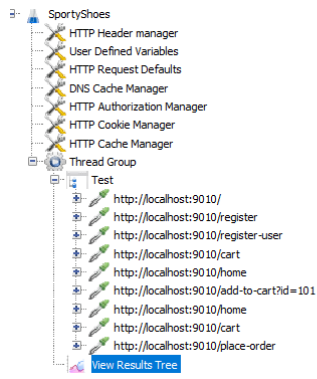 SportyShoes
HTTP Header manager
User Defined Variables
HTTP Request Defaults
DNS Cache Manager
HTTP Authorization Manager
HTTP Cookie Manager
HTTP Cache Manager
Thread Group
Test
http://localhost:9010/
http://localhost:9010/register
http://localhost:9010/register-user
http://localhost:9010/cart
http://localhost:9010/home
http://localhost:9010/add-to-cart?id=101
http://localhost:9010/home
http://localhost:9010/cart
http://localhost:9010/place-order
View Results Tree